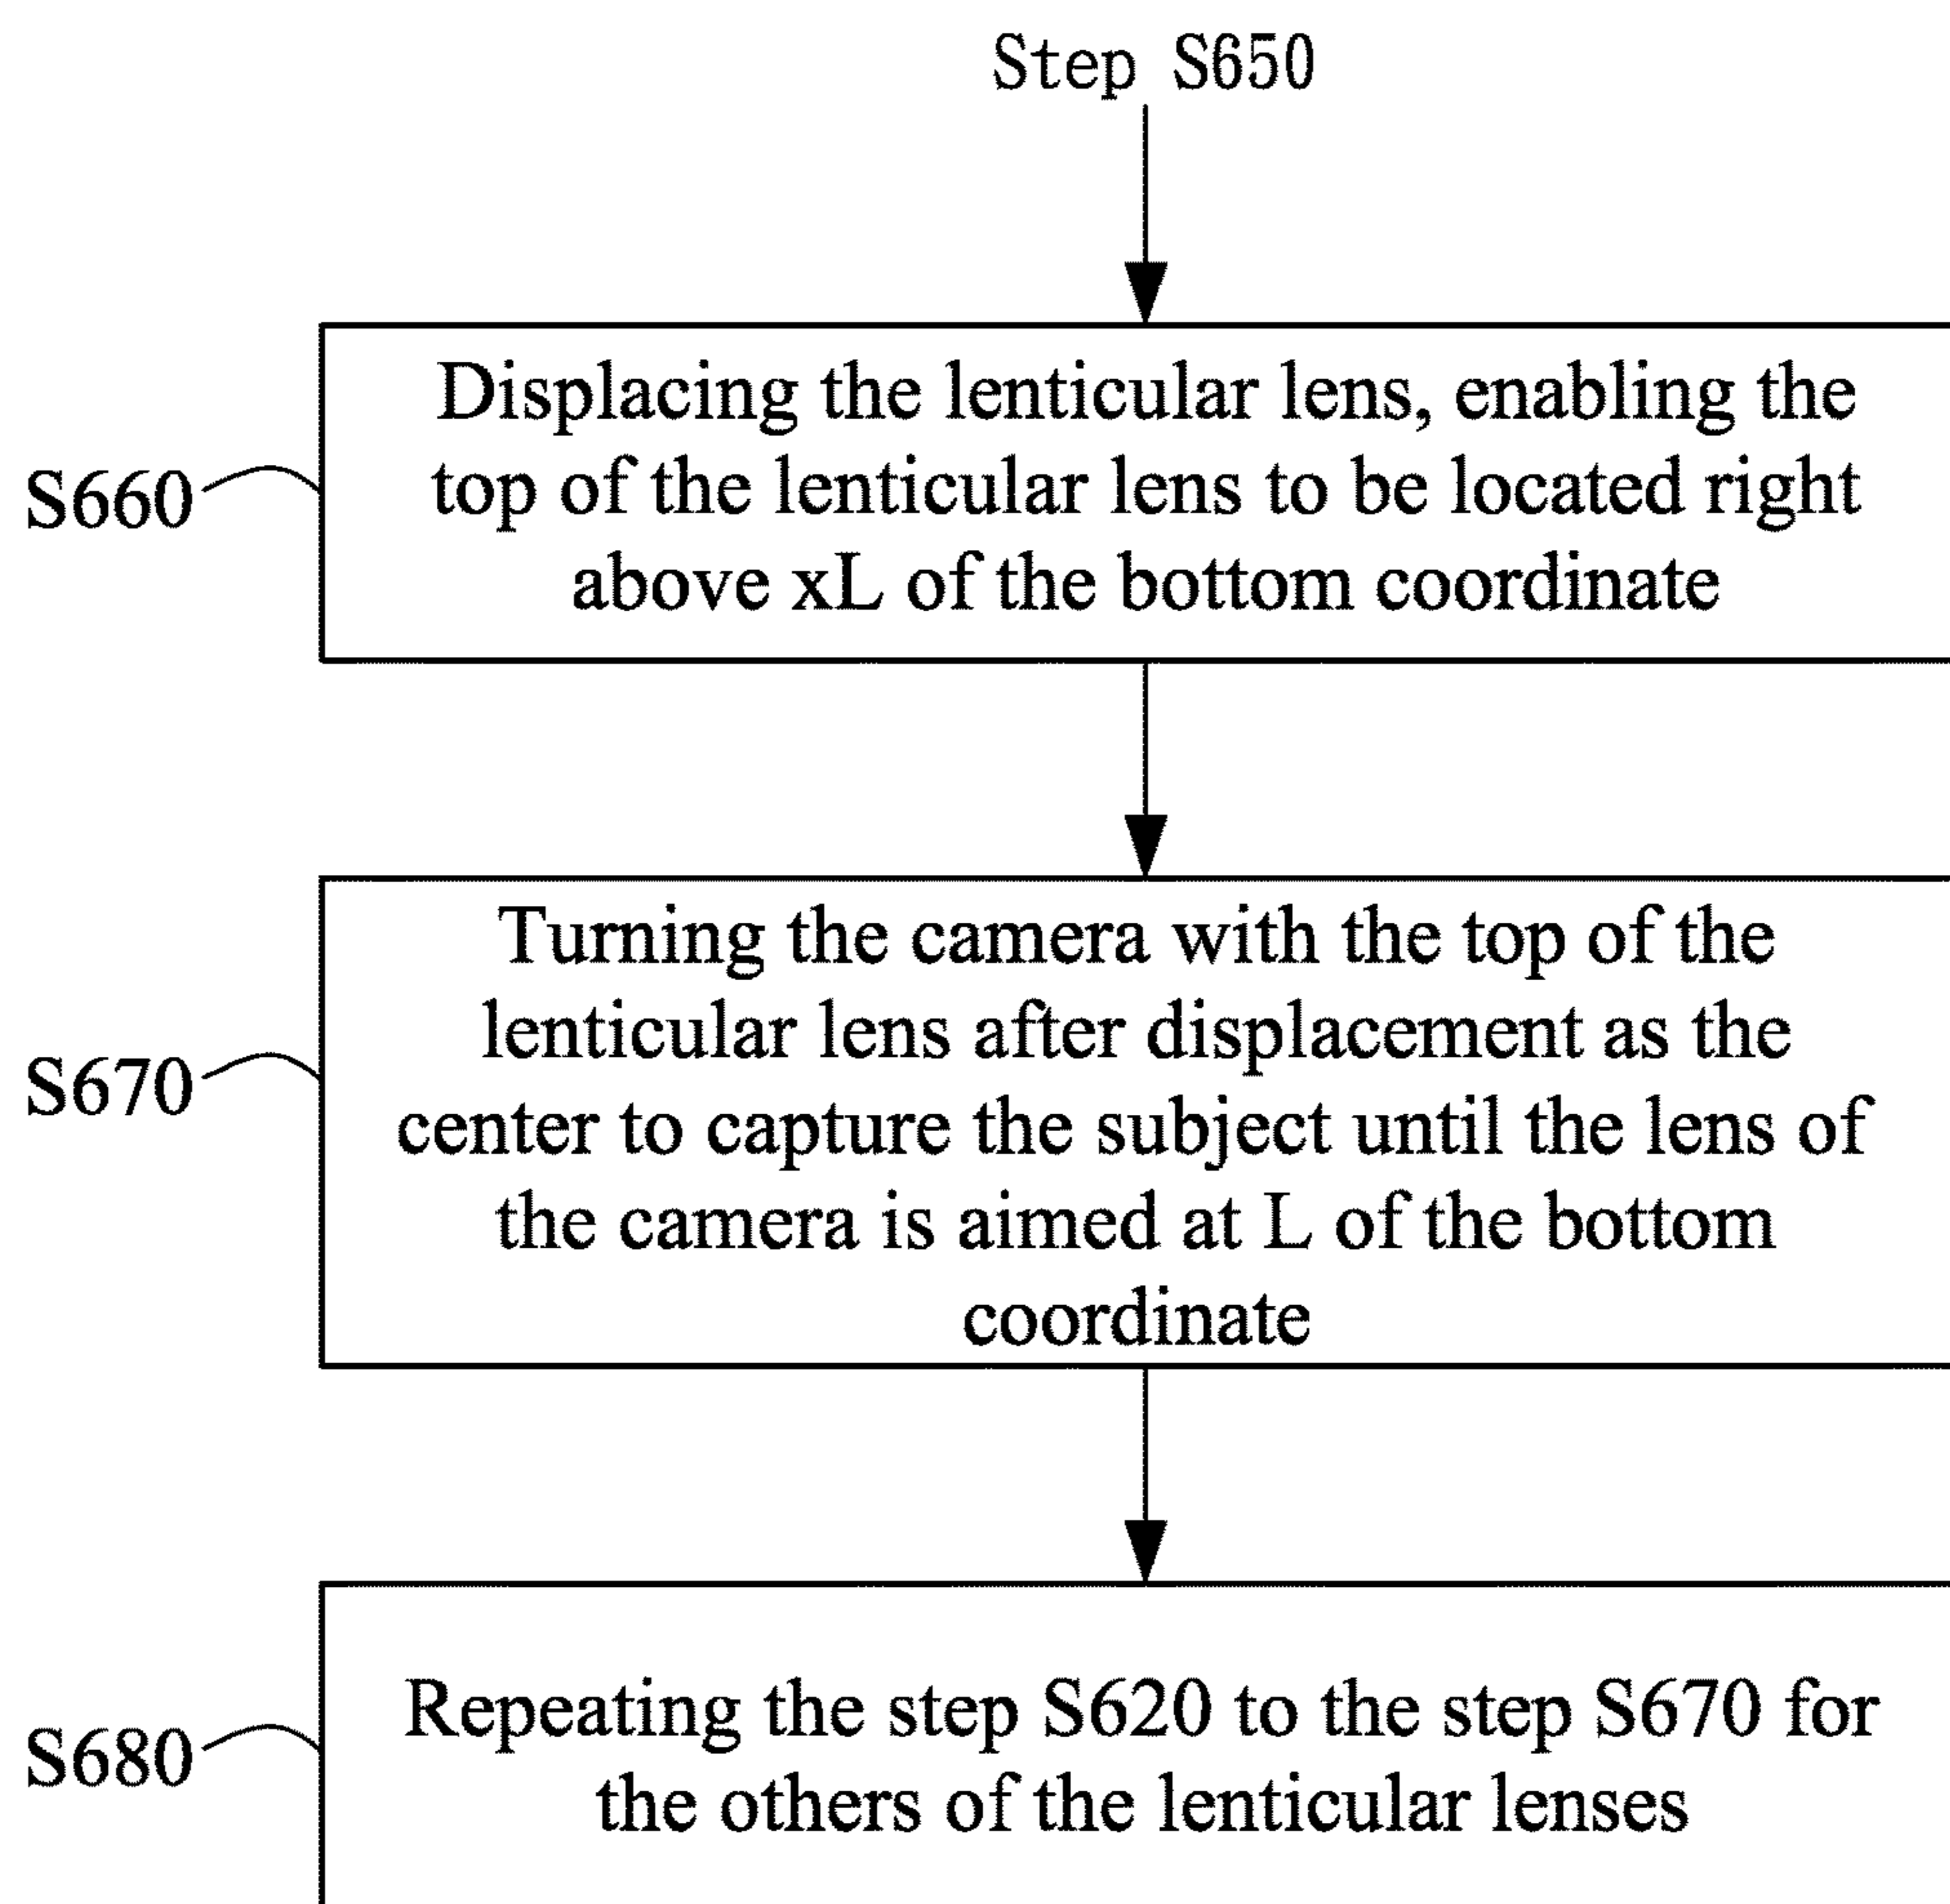 Step S650
S660
Displacing the lenticular lens, enabling the
top of the lenticular lens to be located right
above xL of the bottom coordinate
S670
Turning the camera with the top of the
lenticular lens after displacement as the
center to capture the subject until the lens of
the camera is aimed at L of the bottom
coordinate
S680
Repeating the step S620 to the step S670 for
the others of the lenticular lenses